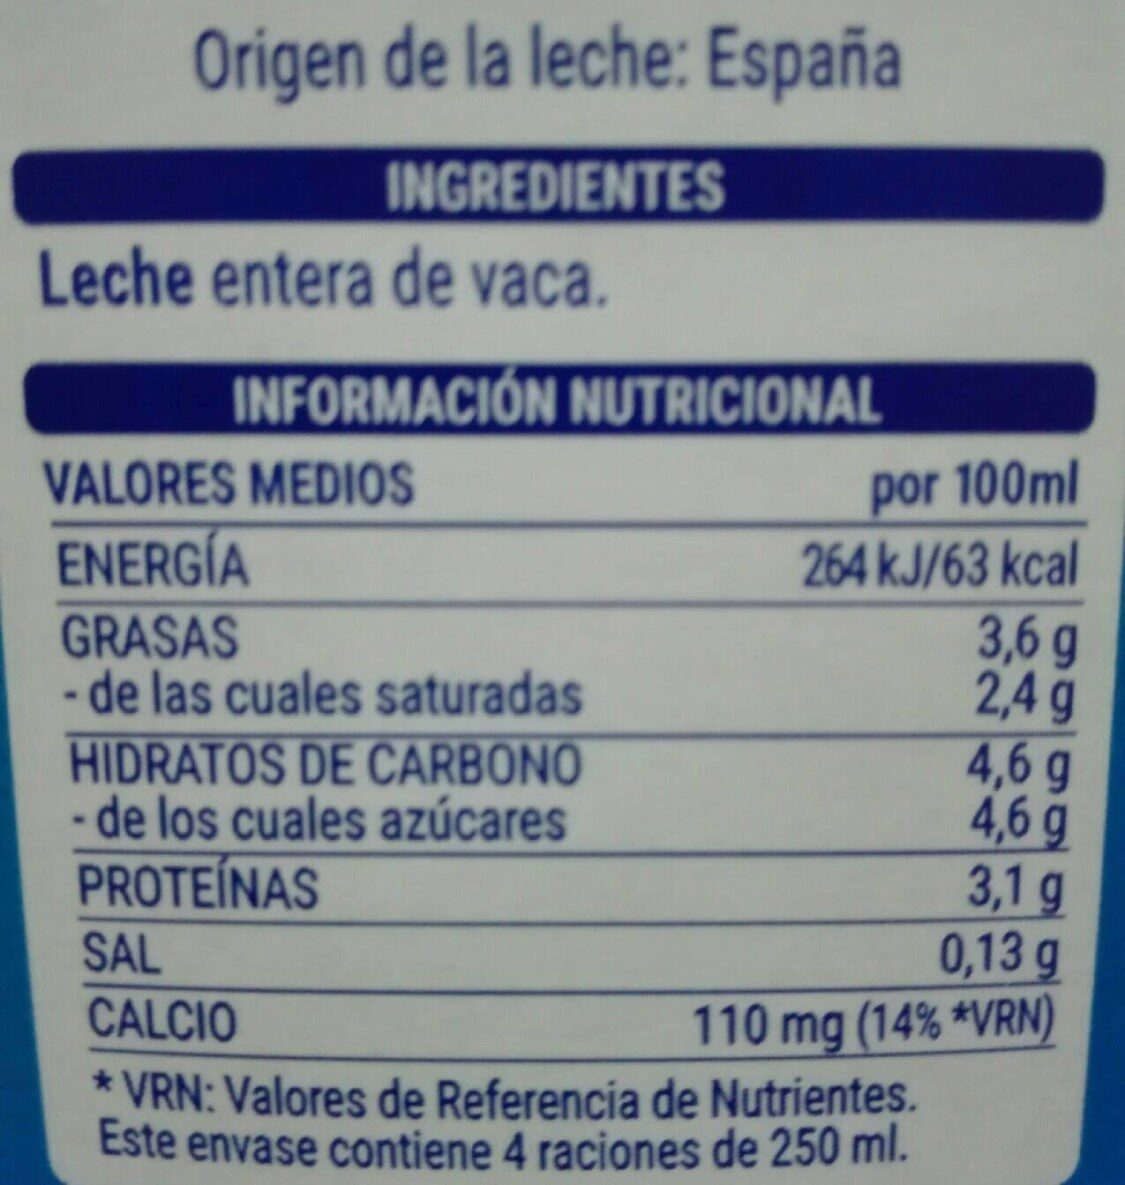 Origen de la leche: España
INGREDIENTES
Leche entera de vaca.
INFORMACIÓN NUTRICIONAL
VALORES MEDIOS por 100ml
ENERGÍA 264 kJ/63 kcal
GRASAS 3,6 g
- de las cuales saturadas 2,4 g
HIDRATOS DE CARBONO 4,6 g
- de los cuales azúcares 4,6 g
PROTEÍNAS 3,1 g
SAL 0,13 g
CALCIO 110 mg (14% *VRN)
* VRN: Valores de Referencia de Nutrientes.
Este envase contiene 4 raciones de 250 ml.